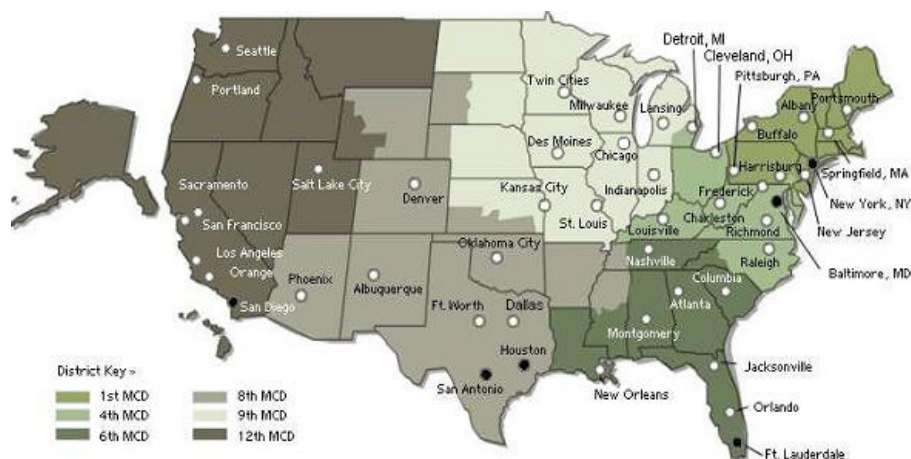 Detroit, MI
Cleveland, OH
Pittsburgh, PA
Seattle
Portland
Twin Cities
Milwaukee
Lansing
Albany
Portsmouth
Buffalo
Des Moines
Chicago
Harrisburg
Springfield, MA
Sacramento
Salt Lake City
Denver
Kansas City
Indianapolis
Frederick
New York, NY
San Francisco
St. Louis
Louisville
Charleston
Richmond
New Jersey
Los Angeles
Orange
Oklahoma City
Nashville
Raleigh
Baltimore, MD
Phoenix
Albuquerque
Columbia
Atlanta
San Diego
Ft. Worth
Dallas
Montgomery
Houston
San Antonio
New Orleans
Jacksonville
Orlando
Ft. Lauderdale
District Key »
1st MCD
8th MCD
4th MCD
9th MCD
6th MCD
12th MCD